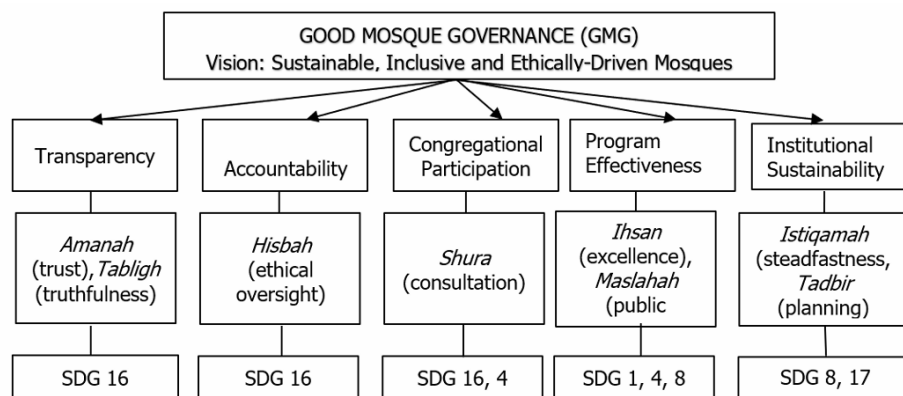 GOOD MOSQUE GOVERNANCE (GMG)
Vision: Sustainable, Inclusive and Ethically-Driven Mosques
Transparency
Accountability
Congregational
Participation
Program
Effectiveness
Institutional
Sustainability
Amanah
(trust), Tabligh
(truthfulness)
Hisbah
(ethical
oversight)
Shura
(consultation)
Ihsan
(excellence),
Maslahah
(public
Istiqamah
(steadfastness,
Tadbir
(planning)
SDG 16
SDG 16
SDG 16, 4
SDG 1, 4, 8
SDG 8, 17